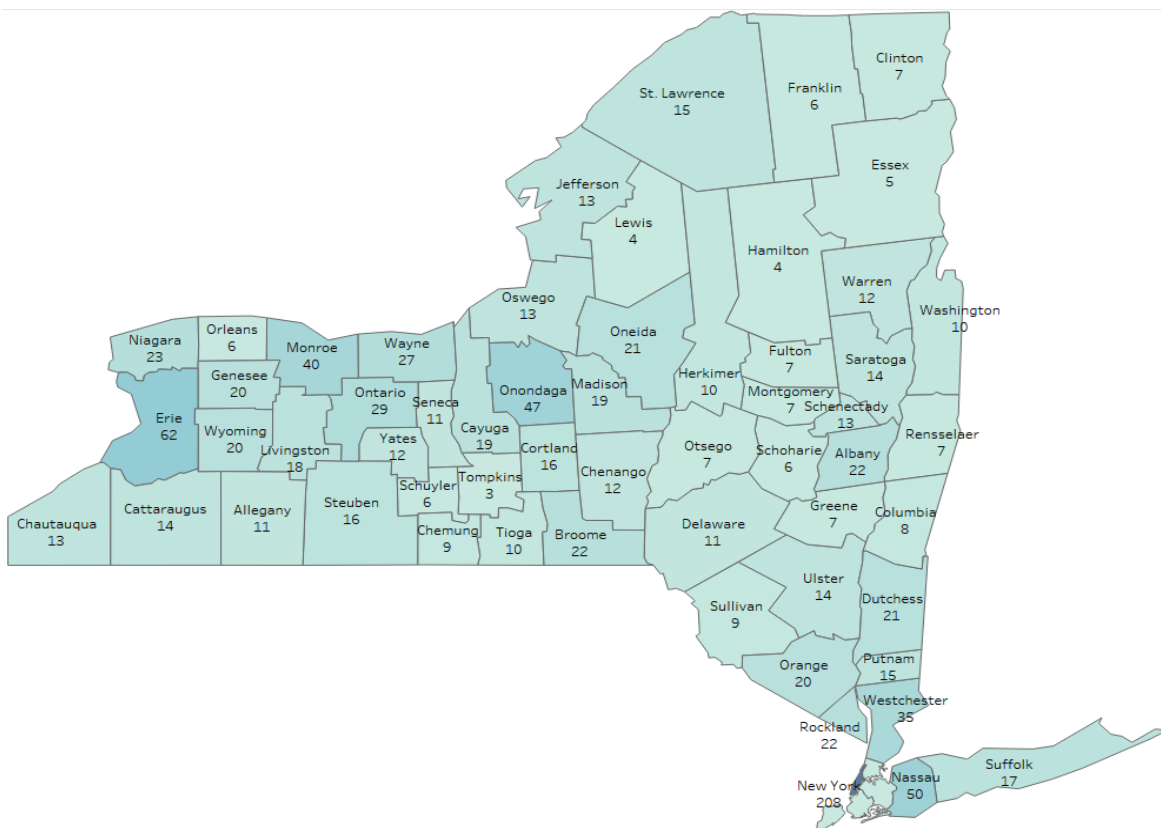 Clinton
7
Franklin
6
St. Lawrence
15
Essex
5
Jefferson
13
Lewis
4
Hamilton
4
Warren
12
Oswego
13
Washington
10
Orleans
6
Niagara
23
Oneida
21
Monroe
40
Wayne
27
Fulton
7
Saratoga
14
Genesee
20
Herkimer
10
Onondaga
47
Madison
19
Montgomery
7
Ontario
29
Seneca
11
Schenectady
13
Erie
62
Wyoming
20
Cayuga
19
Rensselaer
7
Yates
12
Livingston
18
Cortland
16
Otsego
7
Schoharie
6
Albany
22
Chenango
12
Tompkins
3
Schuyler
6
Steuben
16
Cattaraugus
14
Allegany
11
Greene
7
Columbia
8
Chautauqua
13
Delaware
11
Chemung
9
Tioga
10
Broome
22
Ulster
14
Dutchess
21
Sullivan
9
Putnam
15
Orange
20
Westchester
35
Rockland
22
Suffolk
17
Nassau
50
New York
208